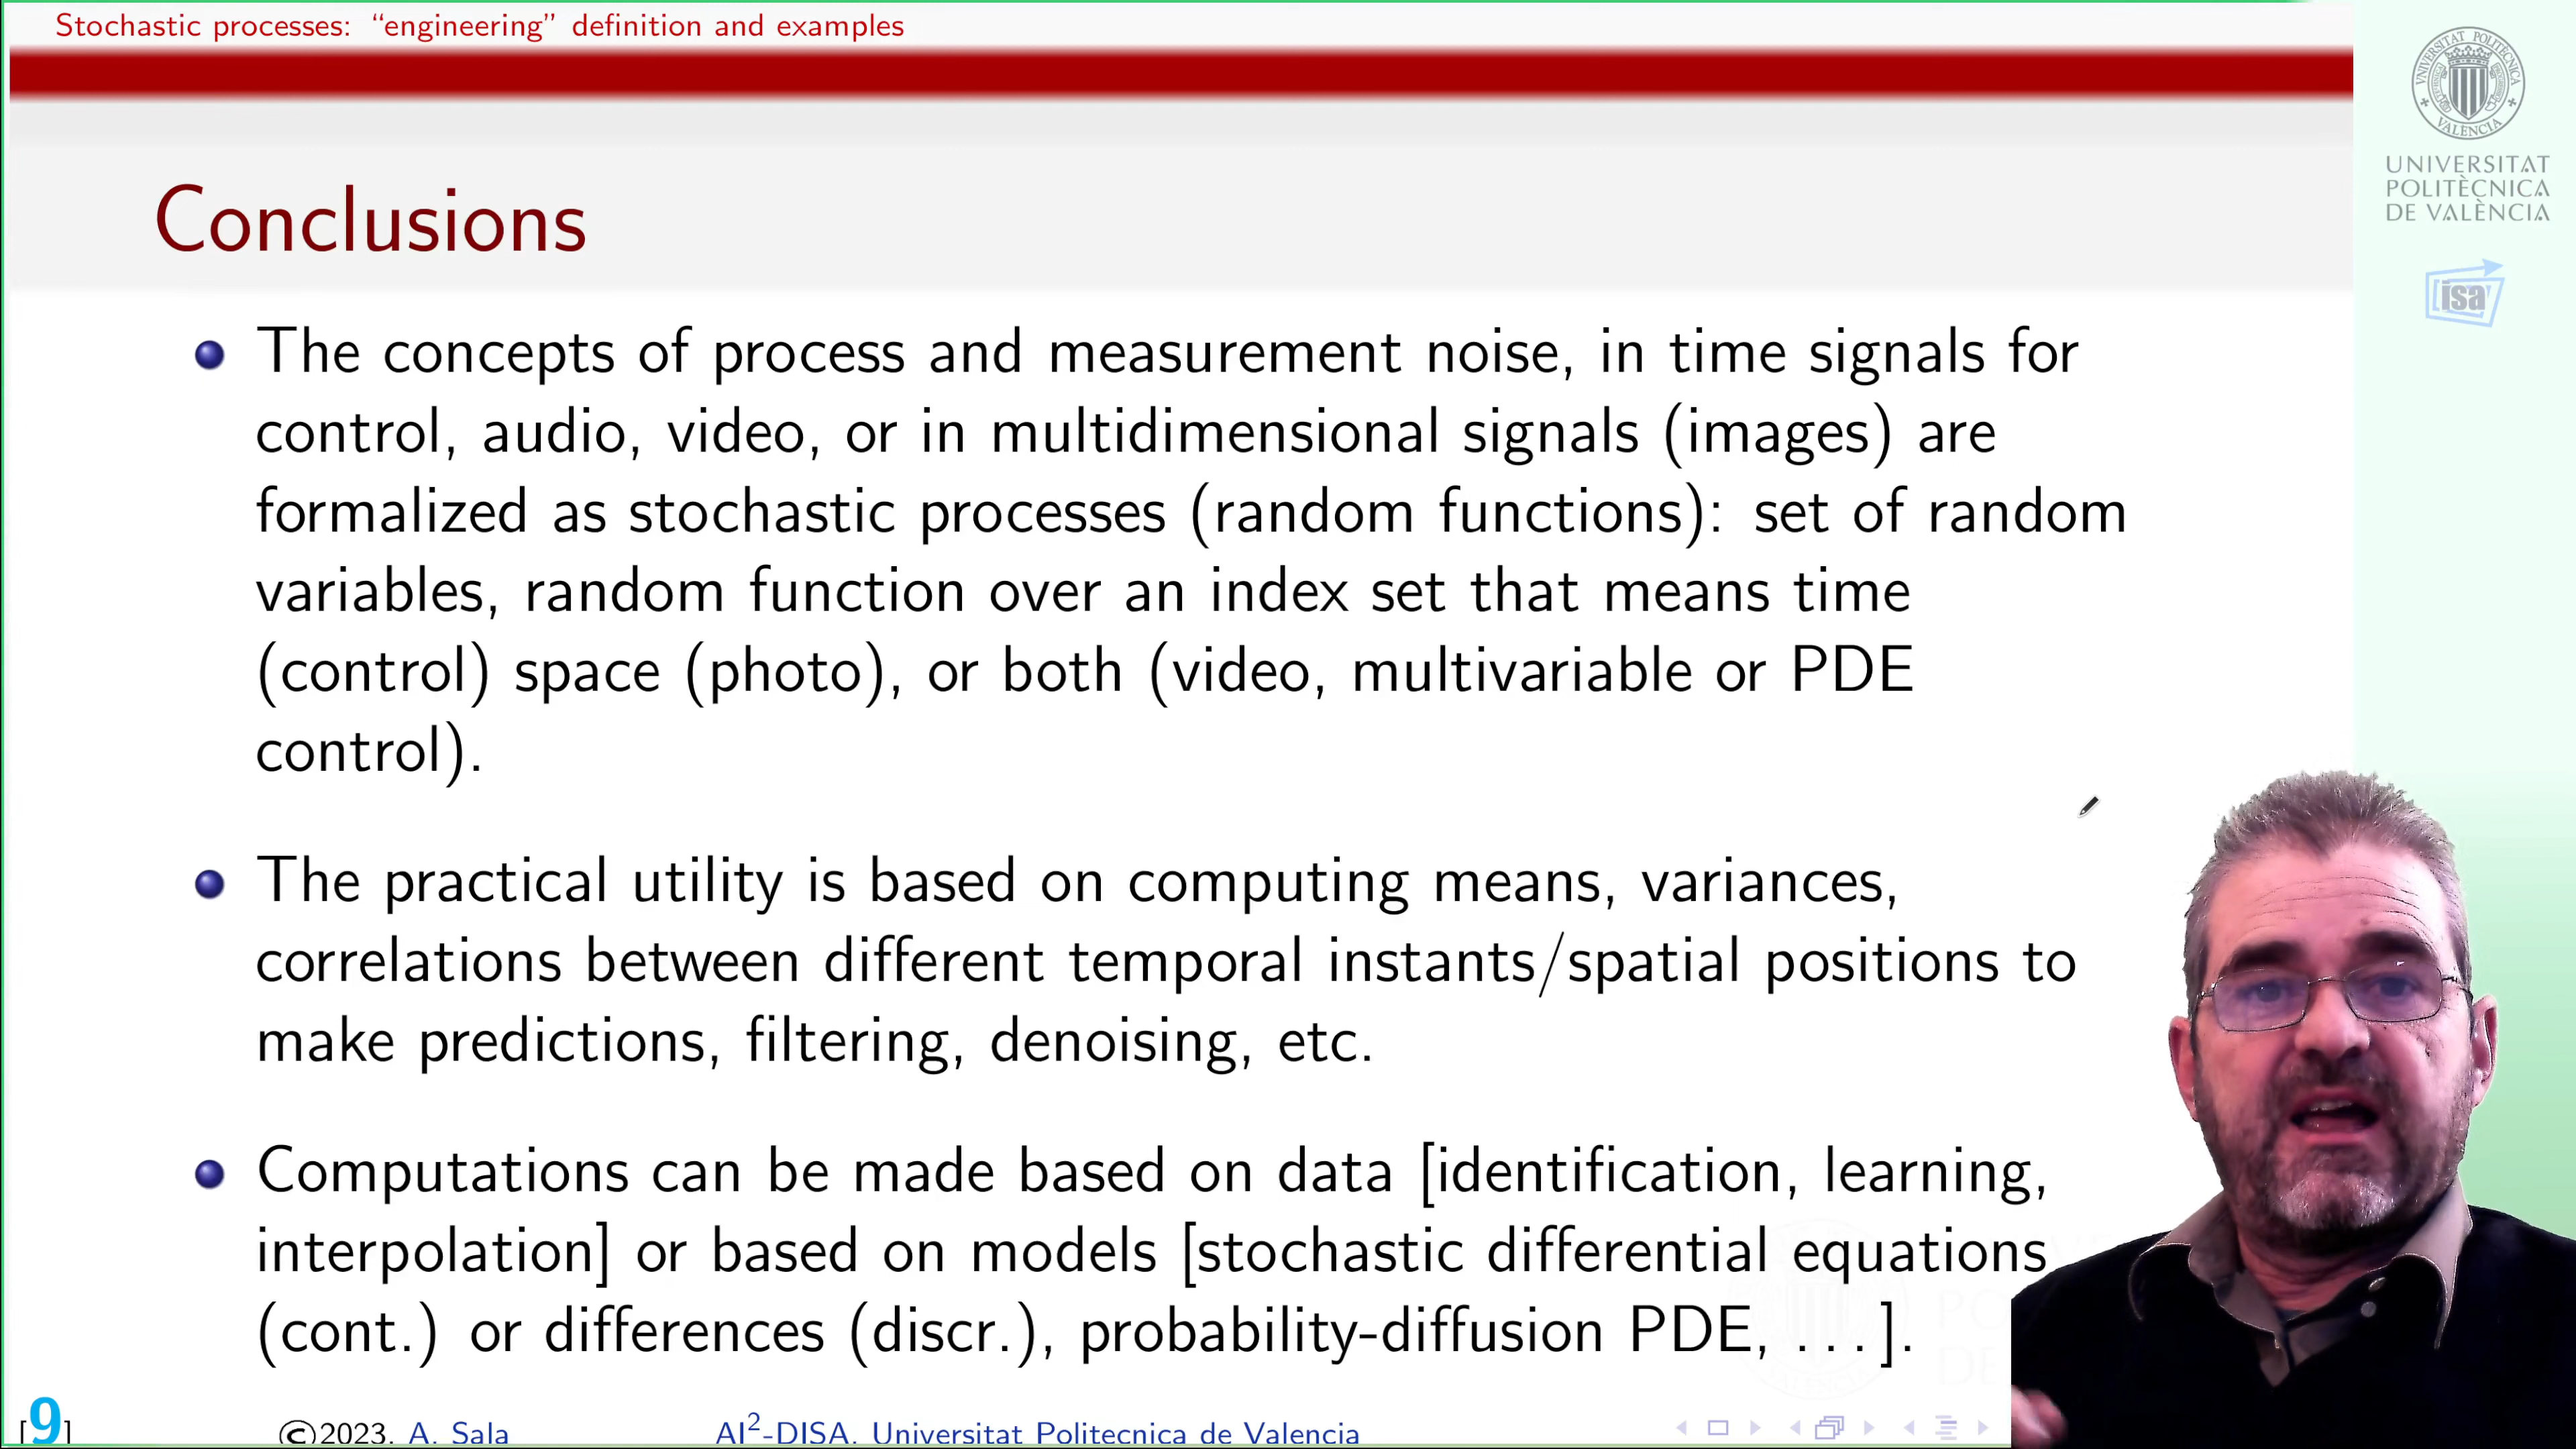 Stochastic processes: “engineering” definition and examples
Conclusions
The concepts of process and measurement noise, in time signals for
control, audio, video, or in multidimensional signals (images) are
formalized as stochastic processes (random functions): set of random
variables, random function over an index set that means time
(control) space (photo), or both (video, multivariable or PDE
control).
The practical utility is based on computing means, variances,
correlations between different temporal instants/spatial positions to
make predictions, filtering, denoising, etc.
Computations can be made based on data [identification, learning,
interpolation] or based on models [stochastic differential equations
(cont.) or differences (discr.), probability-diffusion PDE, ...].
[9]
©2023. A. Sala
AI²-DISA. Universitat Politecnica de Valencia
UNIVERSITAT POLITÈCNICA
VALÈNCIA
UNIVERSITAT
POLITÈCNICA
DE VALÈNCIA
isa